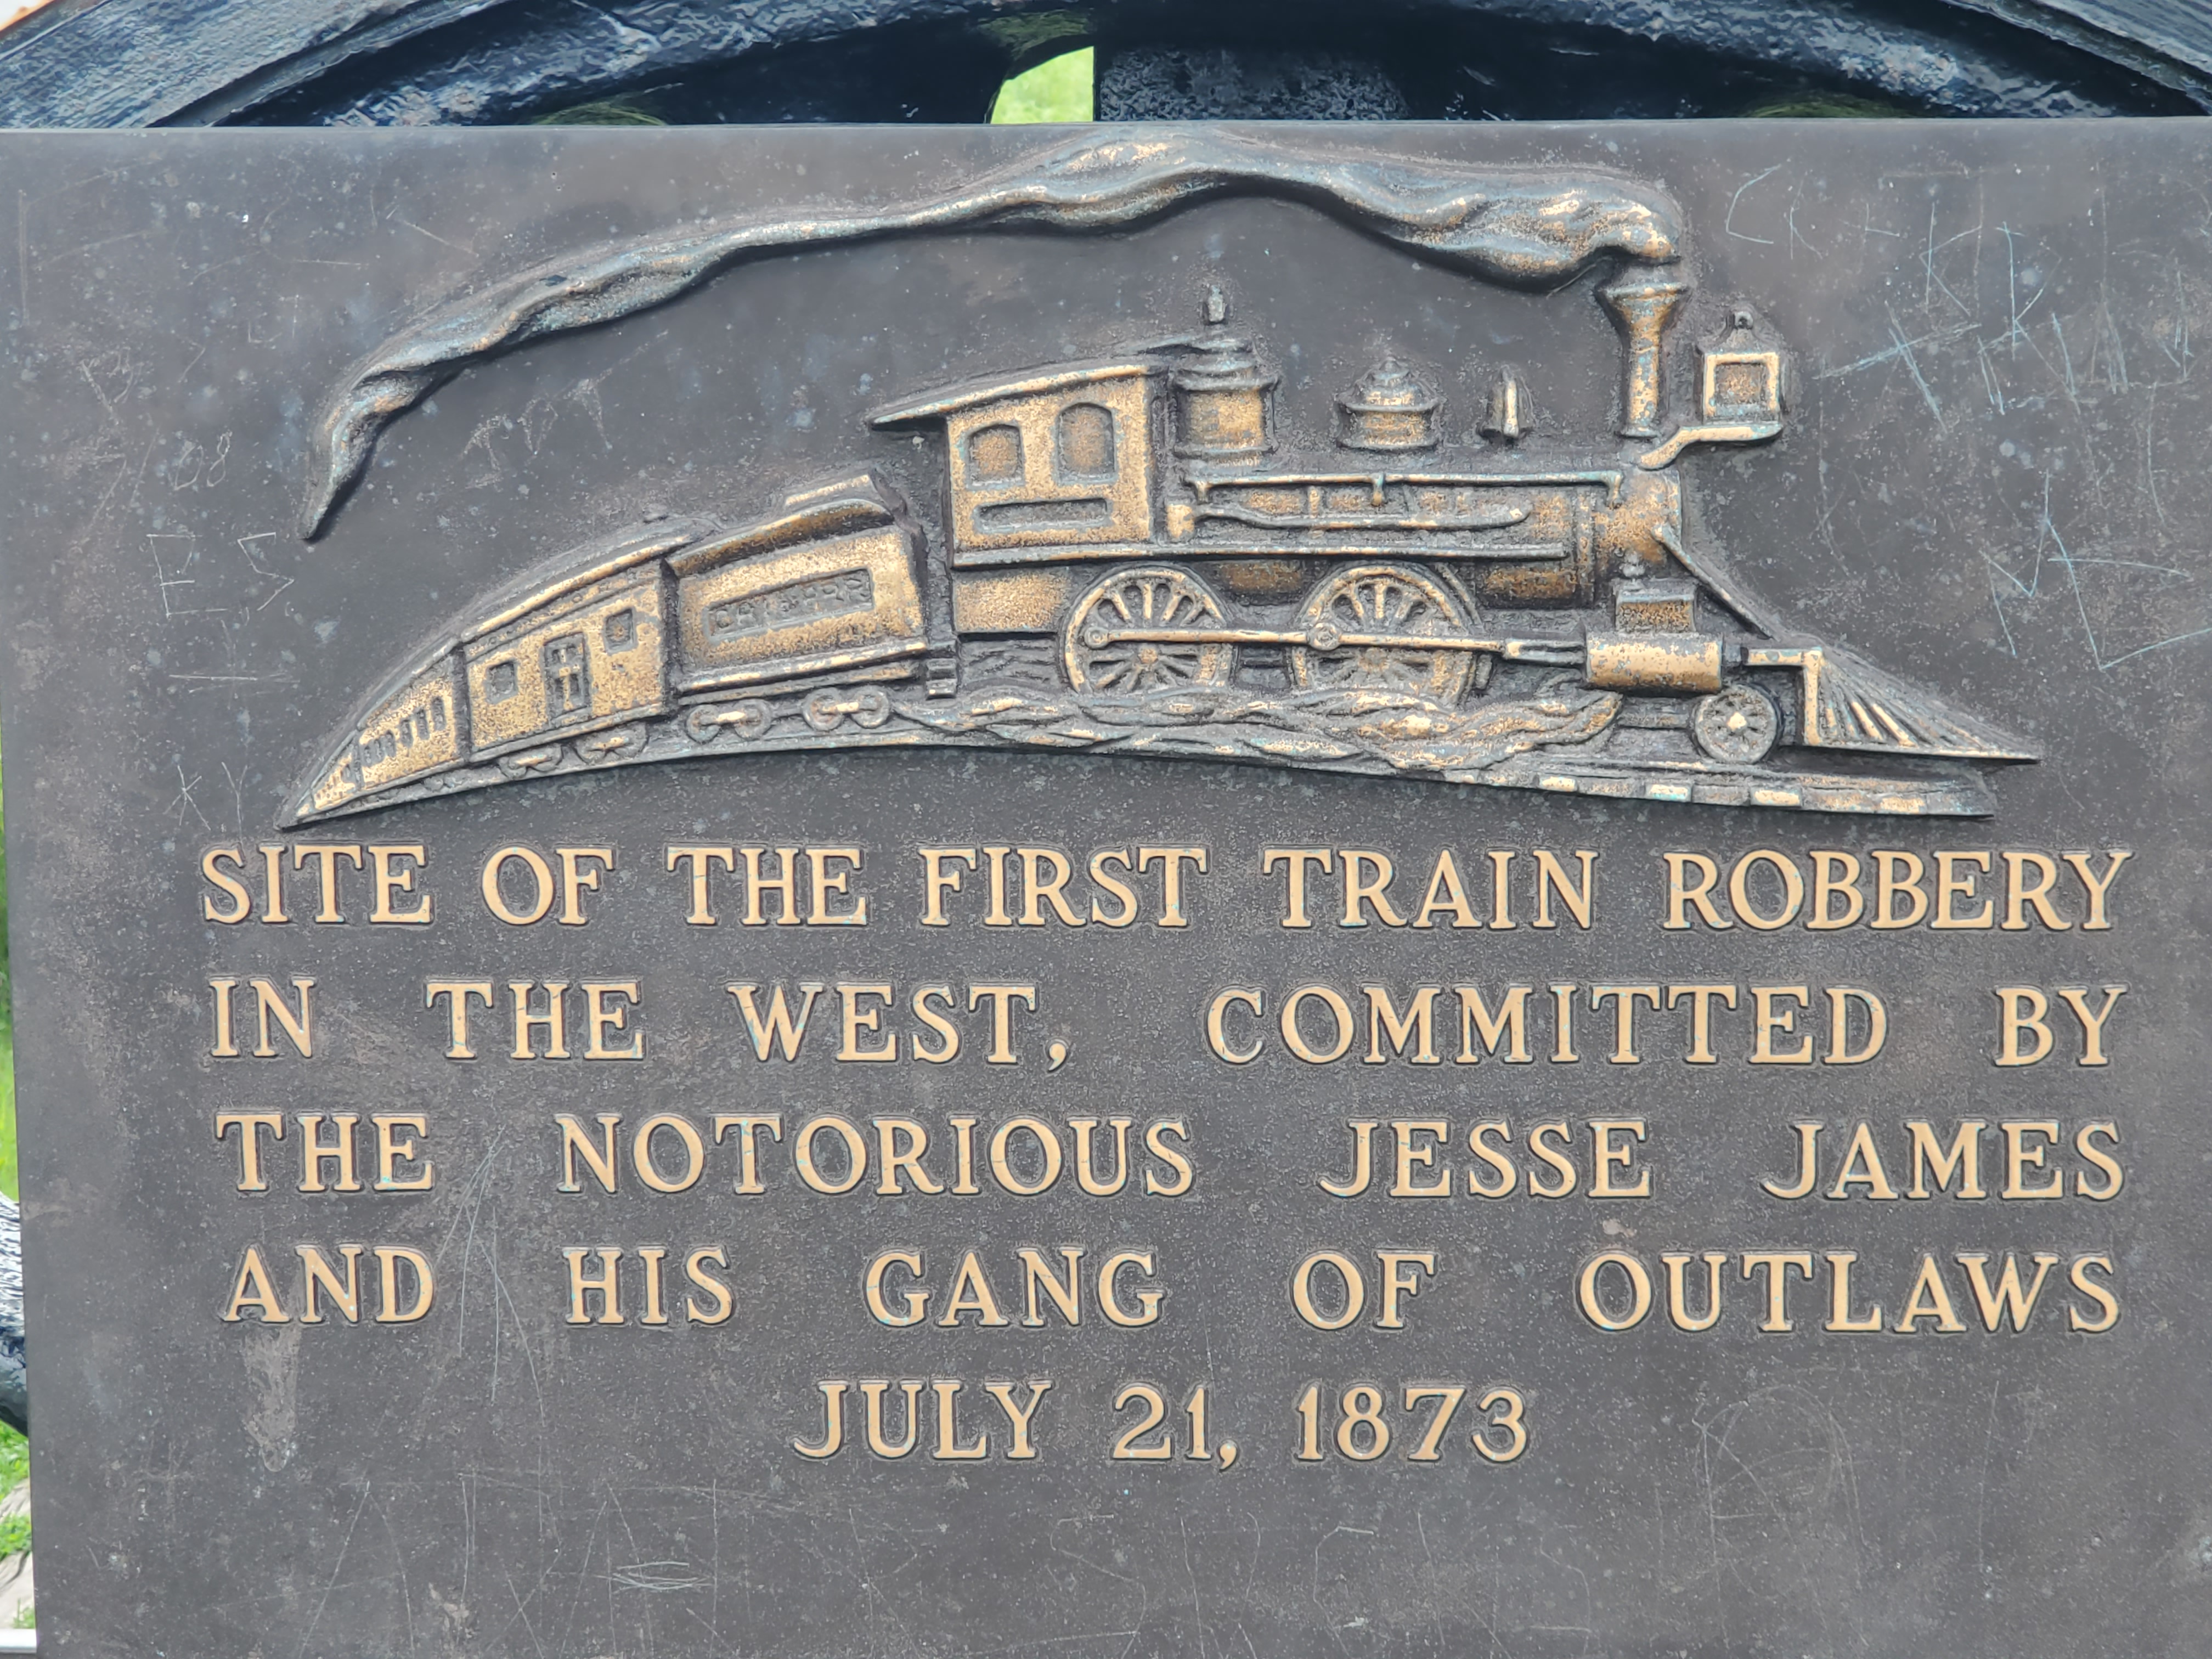 SITE OF THE FIRST TRAIN ROBBERY
IN THE WEST, COMMITTED BY
THE NOTORIOUS JESSE JAMES
AND HIS GANG OF OUTLAWS
JULY 21, 1873